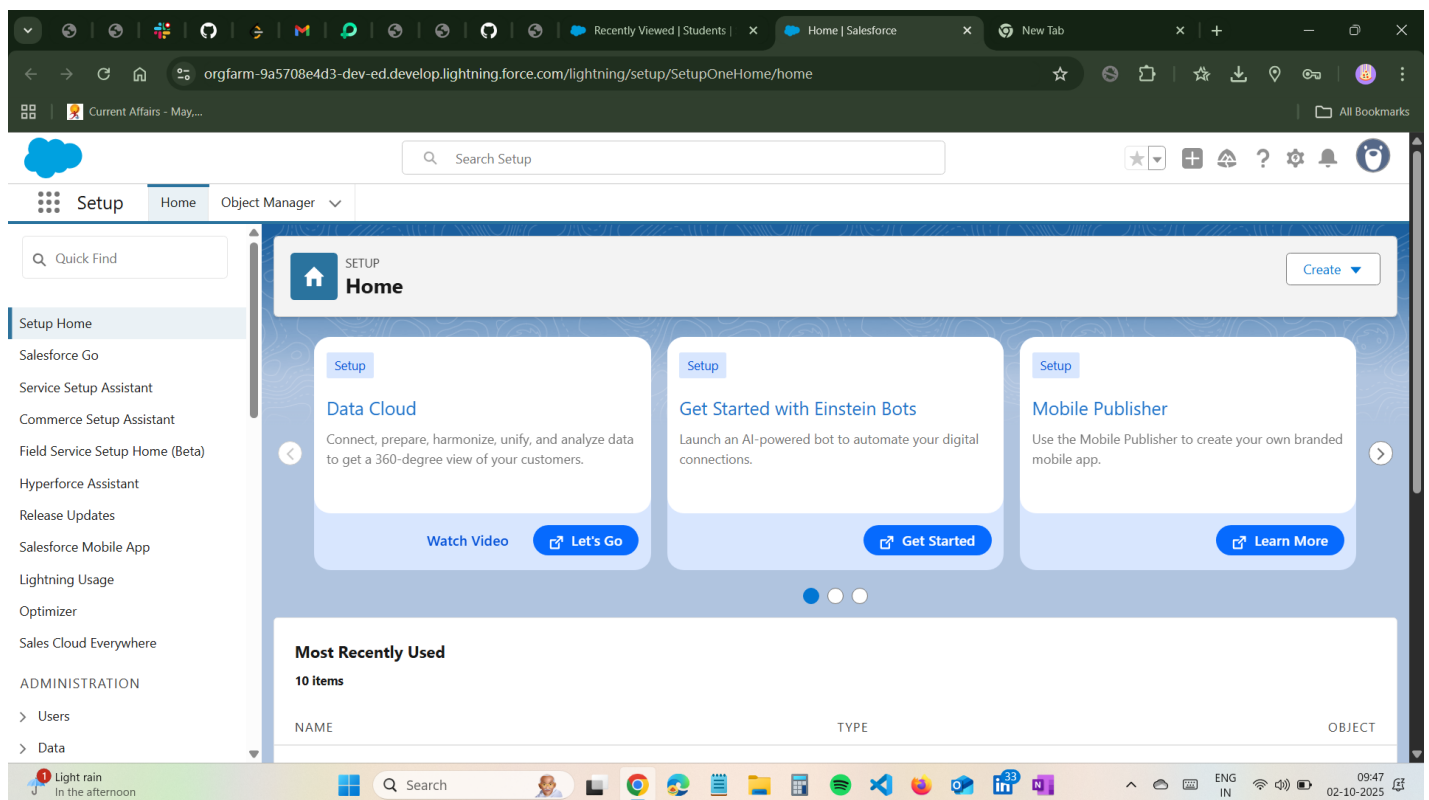 Recently Viewed | Students |
Home | Salesforce
New Tab
orgfarm-9a5708e4d3-dev-ed.develop.lightning.force.com/lightning/setup/SetupOneHome/home
Current Affairs - May,...
All Bookmarks
Search Setup
Setup
Home
Object Manager
Quick Find
Setup Home
Salesforce Go
Service Setup Assistant
Commerce Setup Assistant
Field Service Setup Home (Beta)
Hyperforce Assistant
Release Updates
Salesforce Mobile App
Lightning Usage
Optimizer
Sales Cloud Everywhere
ADMINISTRATION
Users
Data
SETUP
Home
Create
Setup
Data Cloud
Connect, prepare, harmonize, unify, and analyze data
to get a 360-degree view of your customers.
Watch Video
Let's Go
Setup
Get Started with Einstein Bots
Launch an AI-powered bot to automate your digital
connections.
Get Started
Setup
Mobile Publisher
Use the Mobile Publisher to create your own branded
mobile app.
Learn More
Most Recently Used
10 items
NAME
TYPE
OBJECT
1
Light rain
In the afternoon
Search
33
ENG
IN
09:47
02-10-2025